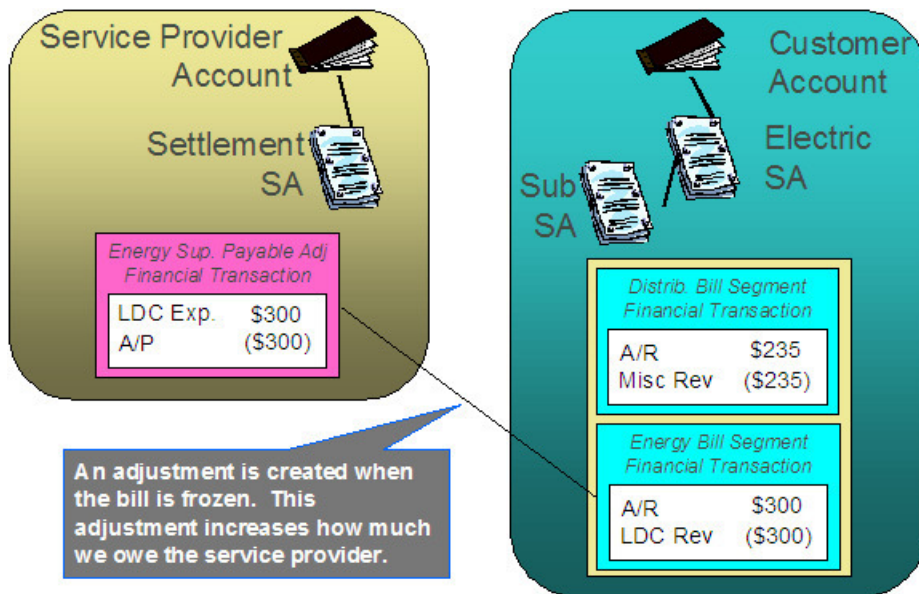 Service Provider
Account
Settlement
SA
Energy Sup. Payable Adj
Financial Transaction
LDC Exp. $300
A/P ($300)
An adjustment is created when
the bill is frozen. This
adjustment increases how much
we owe the service provider.
Customer
Account
Electric
SA
Sub
SA
Distrib. Bill Segment
Financial Transaction
A/R $235
Misc Rev ($235)
Energy Bill Segment
Financial Transaction
A/R $300
LDC Rev ($300)